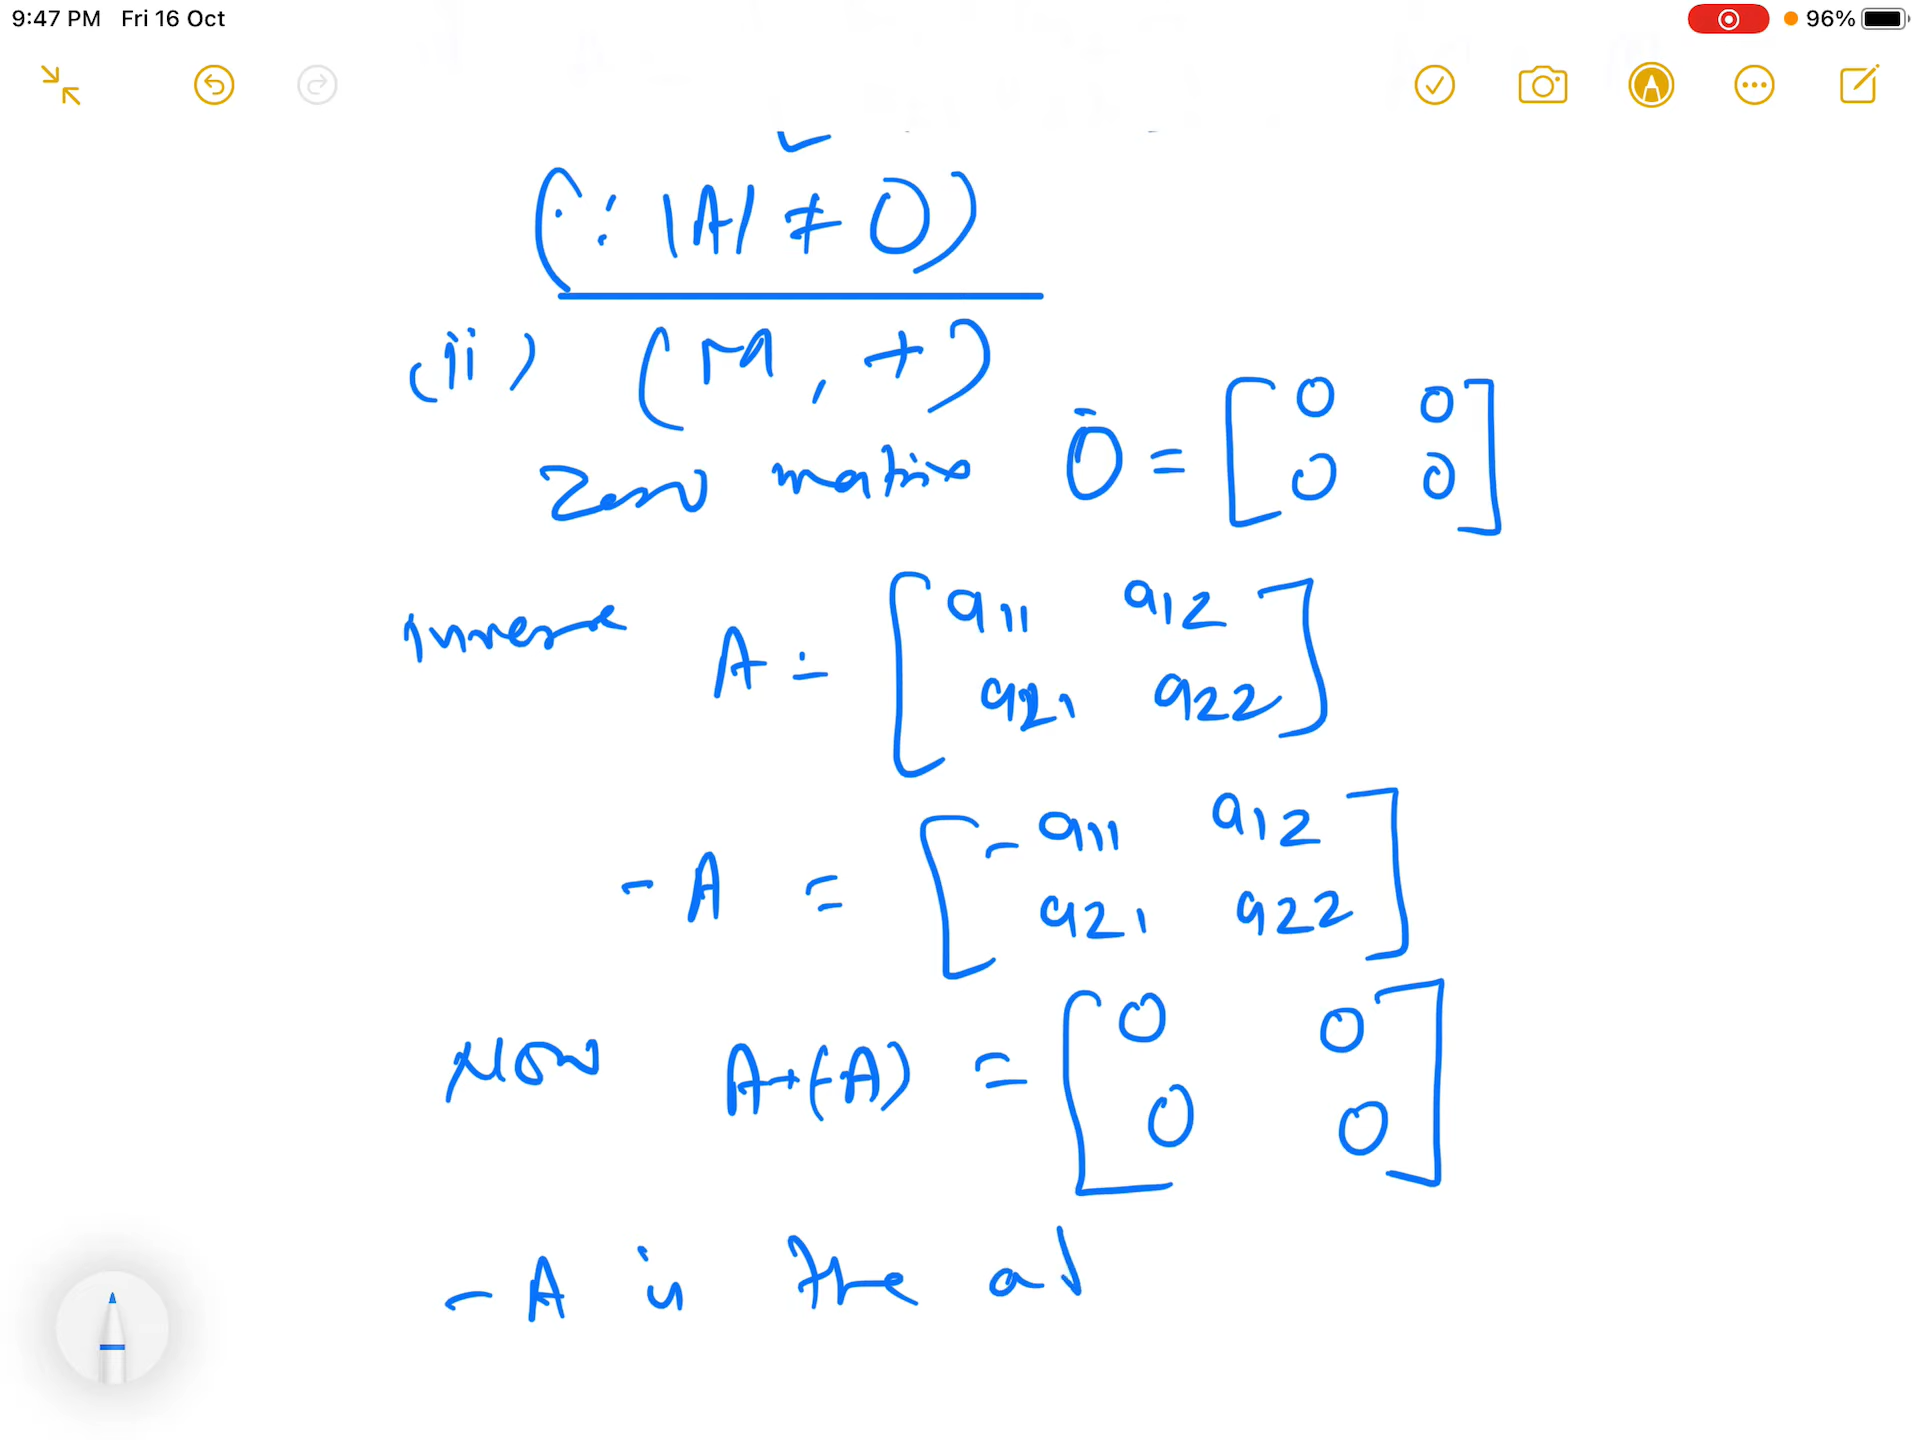 9:47 PM Fri 16 Oct 96%
(∵ |A| ≠ 0)
(ii) (M, +)
Zero matrix Ō = [0 0
0 0]
inverse A = [a11 a12
a21 a22]
-A = [-a11 a12
a21 a22]
Now A+(-A) = [0 0
0 0]
-A is the ad